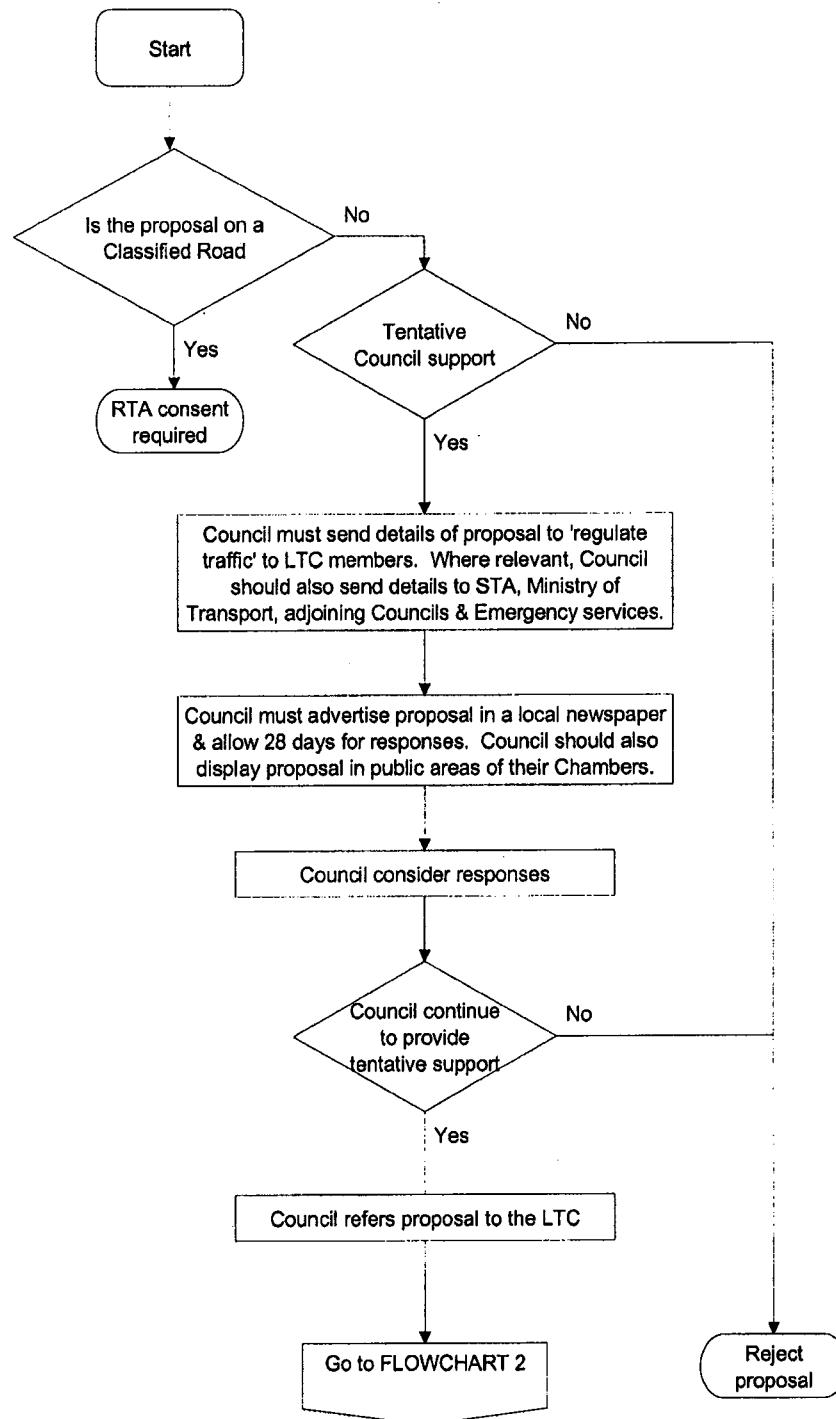 Start
Is the proposal on a
Classified Road
No
Yes
RTA consent
required
Tentative
Council support
No
Yes
Council must send details of proposal to 'regulate
traffic' to LTC members. Where relevant, Council
should also send details to STA, Ministry of
Transport, adjoining Councils & Emergency services.
Council must advertise proposal in a local newspaper
& allow 28 days for responses. Council should also
display proposal in public areas of their Chambers.
Council consider responses
Council continue
to provide
tentative support
No
Yes
Council refers proposal to the LTC
Go to FLOWCHART 2
Reject
proposal